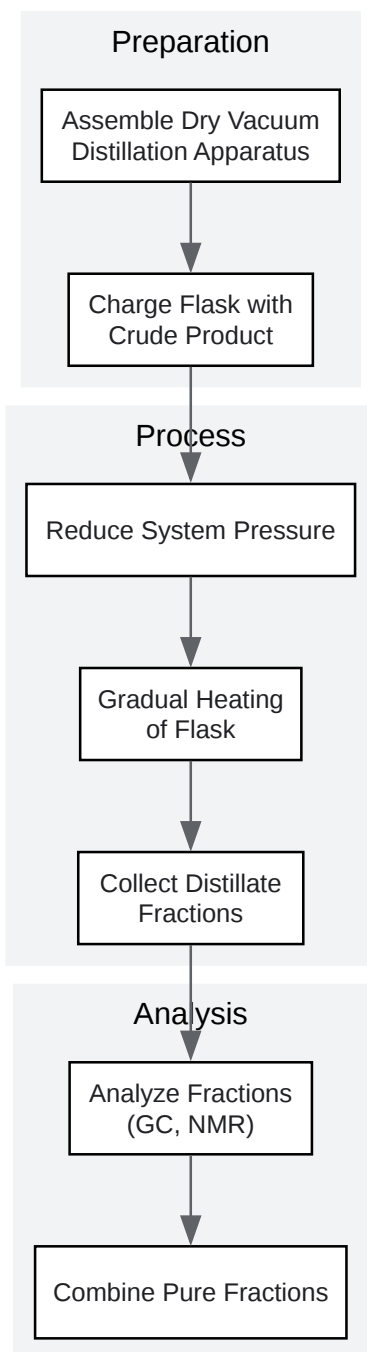 Preparation
Assemble Dry Vacuum
Distillation Apparatus
Charge Flask with
Crude Product
Process
Reduce System Pressure
Gradual Heating
of Flask
Collect Distillate
Fractions
Analysis
Analyze Fractions
(GC, NMR)
Combine Pure Fractions